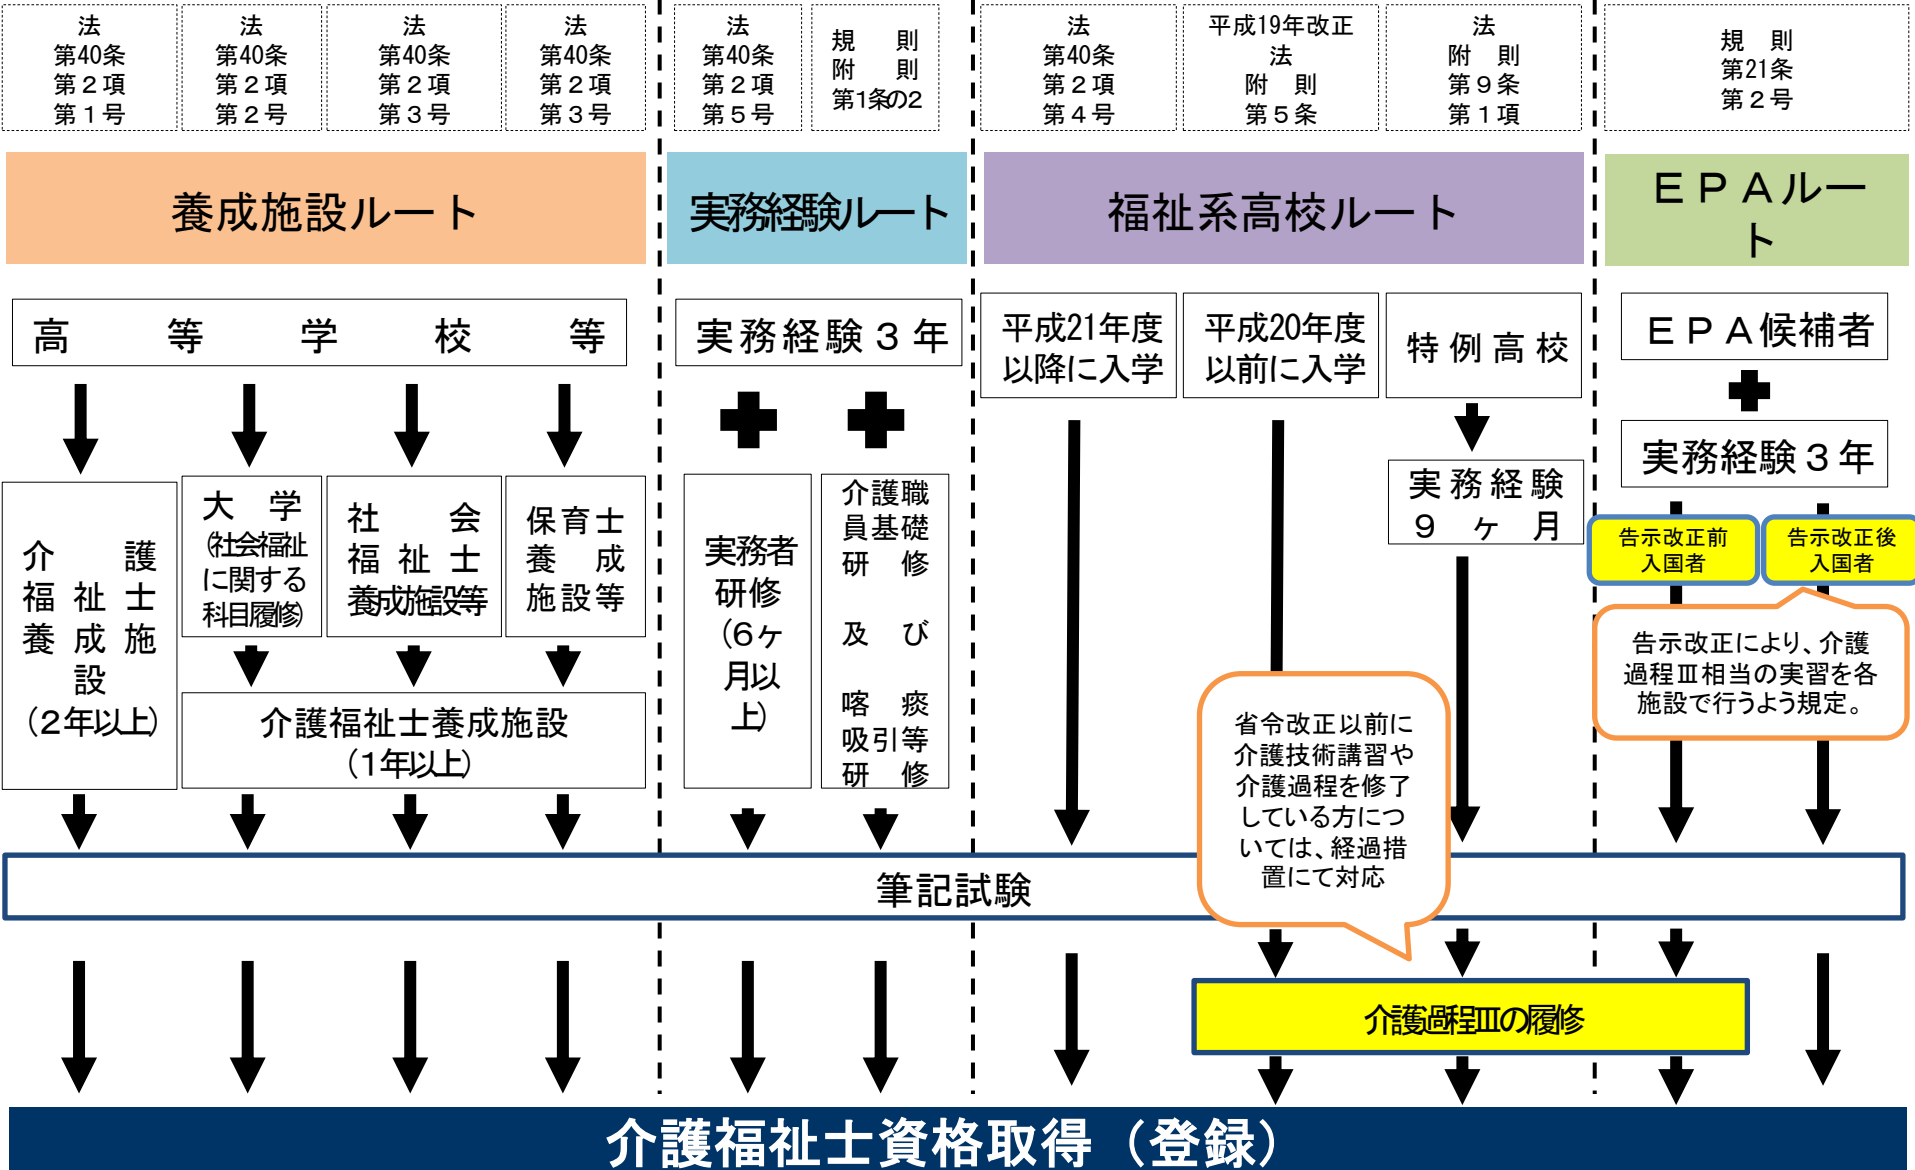 法
第40条
第２項
第１号
法
第40条
第２項
第２号
法
第40条
第２項
第３号
法
第40条
第２項
第３号
法
第40条
第２項
第５号
規　則
附　則
第1条の2
法
第40条
第２項
第４号
平成19年改正
法
附　則
第５条
法
附　則
第９条
第１項
規　則
第21条
第２号
養成施設ルート
実務経験ルート
福祉系高校ルート
ＥＰＡルー
ト
高等学校等
実務経験３年
平成21年度
以降に入学
平成20年度
以前に入学
特例高校
ＥＰＡ候補者
実務経験３年
介護
福祉士
養成施
設
（２年以上）
大　学
（社会福祉
に関する
科目履修）
社会
福祉士
養成施設等
保育士
養成
施設等
介護福祉士養成施設
（１年以上）
実務者
研修
（６ヶ
月以
上）
介護職
員基礎
研　修
及　び
喀　痰
吸引等
研　修
実務経験
９ヶ月
告示改正前
入国者
告示改正後
入国者
告示改正により、介護
過程Ⅲ相当の実習を各
施設で行うよう規定。
省令改正以前に
介護技術講習や
介護過程を修了
している方につ
いては、経過措
置にて対応
筆記試験
介護過程Ⅲの履修
介護福祉士資格取得（登録）